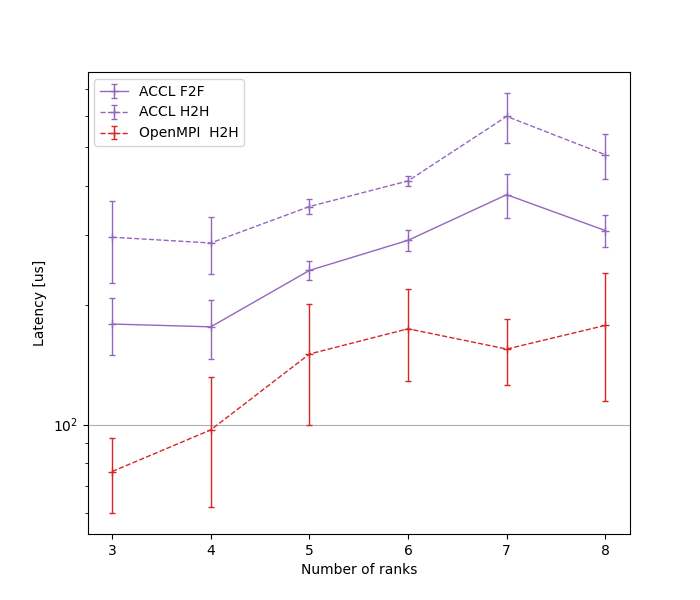 ACCL F2F
ACCL H2H
OpenMPI  H2H
Latency [us]
10²
3 4 5 6 7 8
Number of ranks